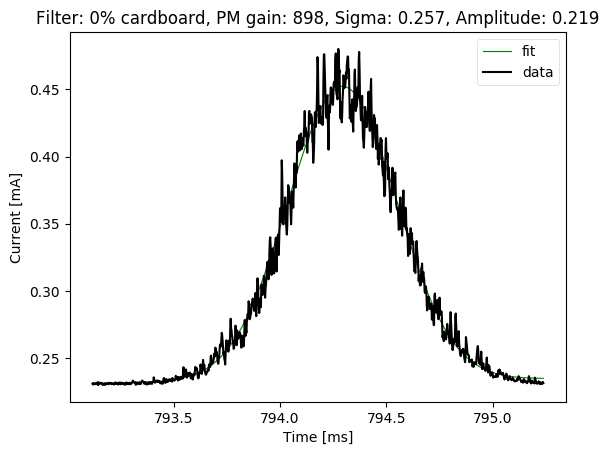 Filter: 0% cardboard, PM gain: 898, Sigma: 0.257, Amplitude: 0.219
fit
data
0.45
0.40
0.35
0.30
0.25
Current [mA]
793.5 794.0 794.5 795.0
Time [ms]